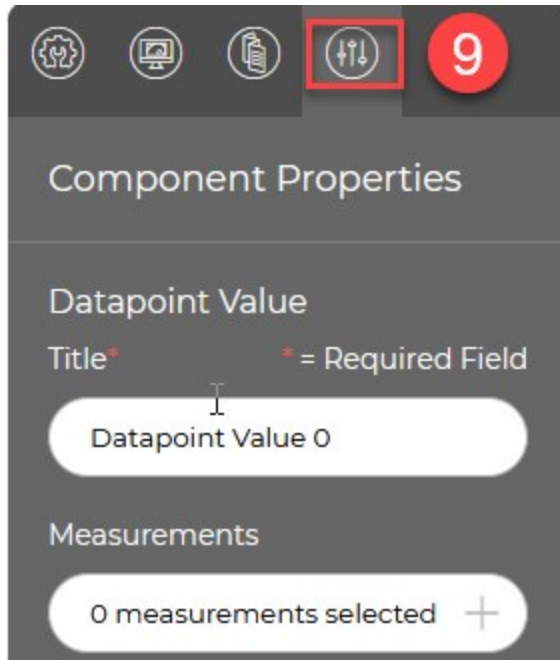 9
Component Properties
Datapoint Value
Title* * = Required Field
Datapoint Value 0
Measurements
0 measurements selected +